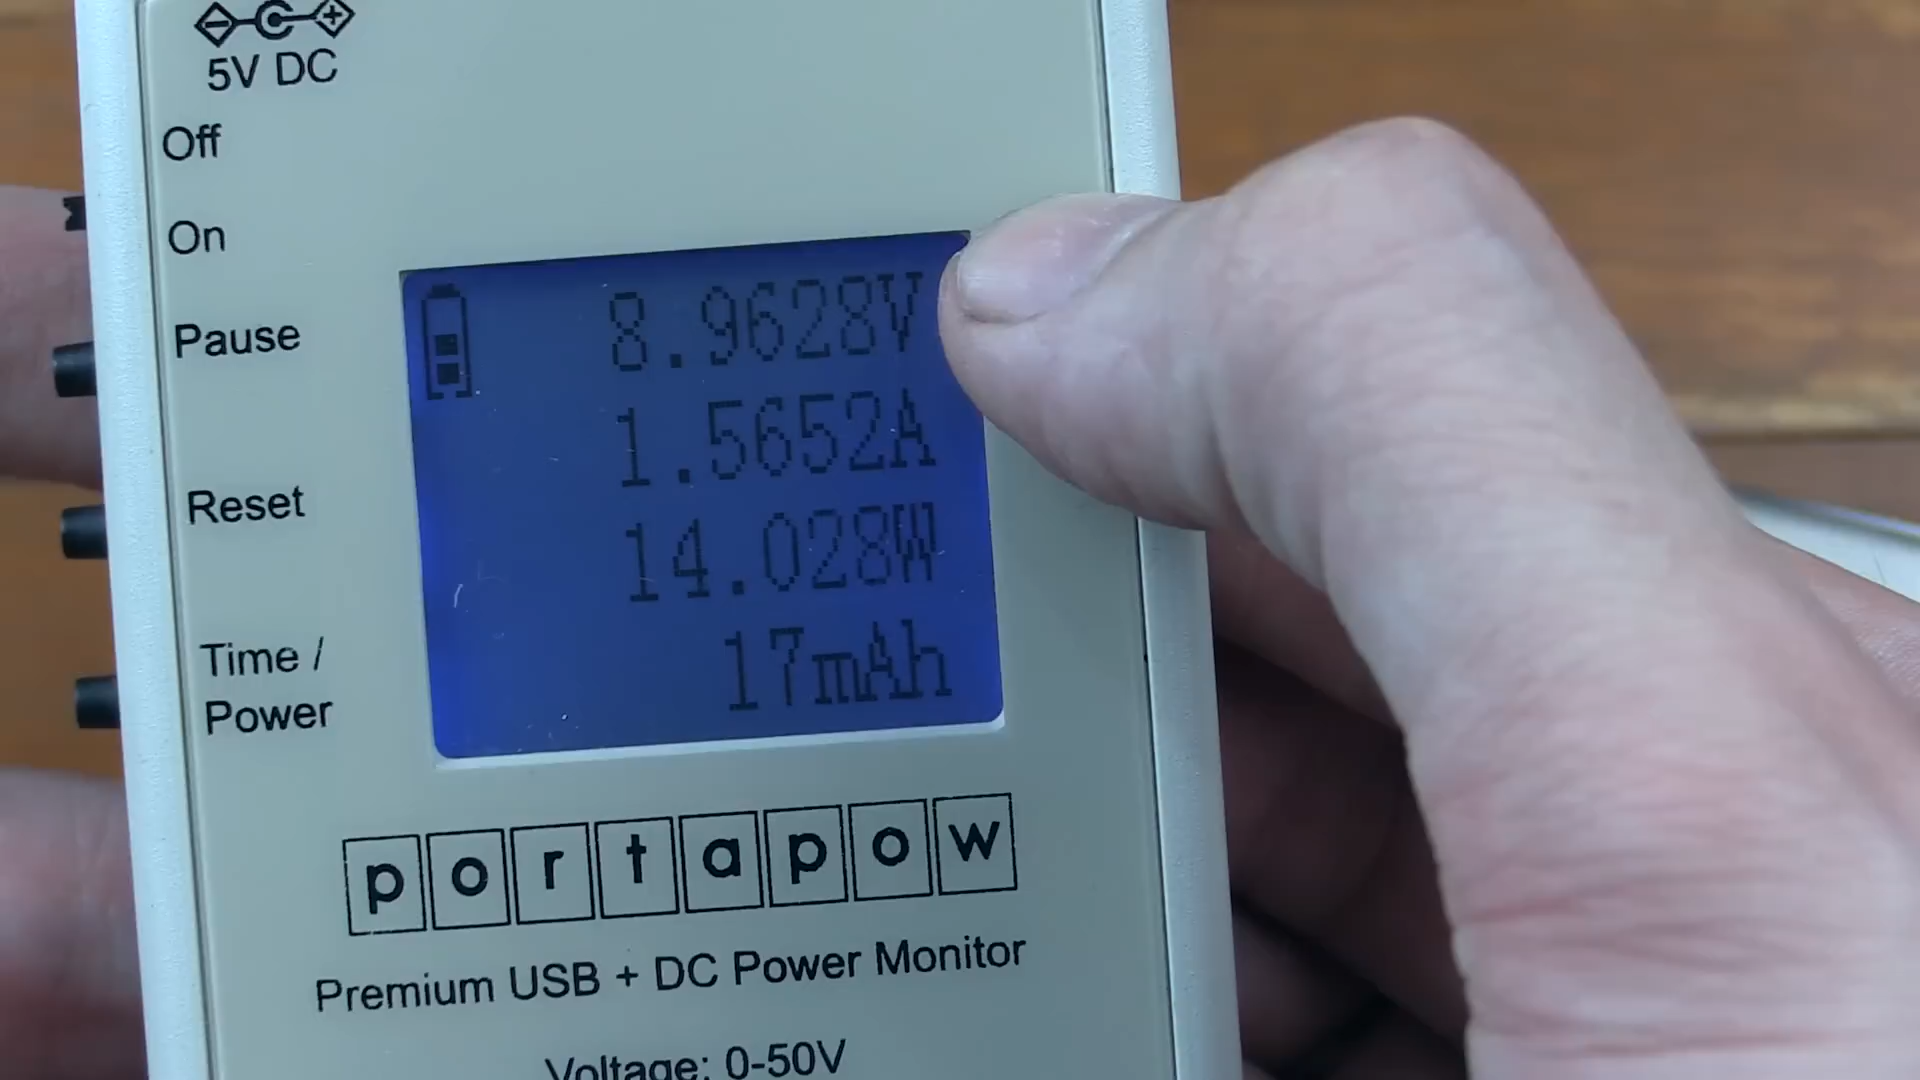 5V DC
Off
On
Pause
Reset
Time /
Power
8.9628V
1.5652A
14.028W
17mAh
portapow
Premium USB + DC Power Monitor
Voltage: 0-50V